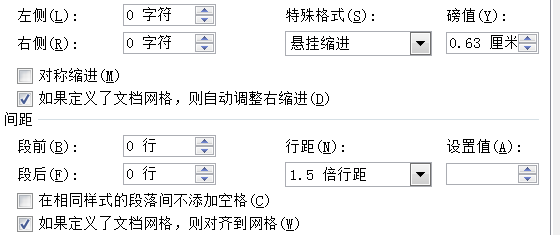 左侧(L): 0 字符 特殊格式(S): 磅值(Y):
右侧(R): 0 字符 悬挂缩进 0.63 厘米
对称缩进(M)
如果定义了文档网格，则自动调整右缩进(D)
间距
段前(B): 0 行 行距(N): 设置值(A):
段后(F): 0 行 1.5 倍行距
在相同样式的段落间不添加空格(C)
如果定义了文档网格，则对齐到网格(W)